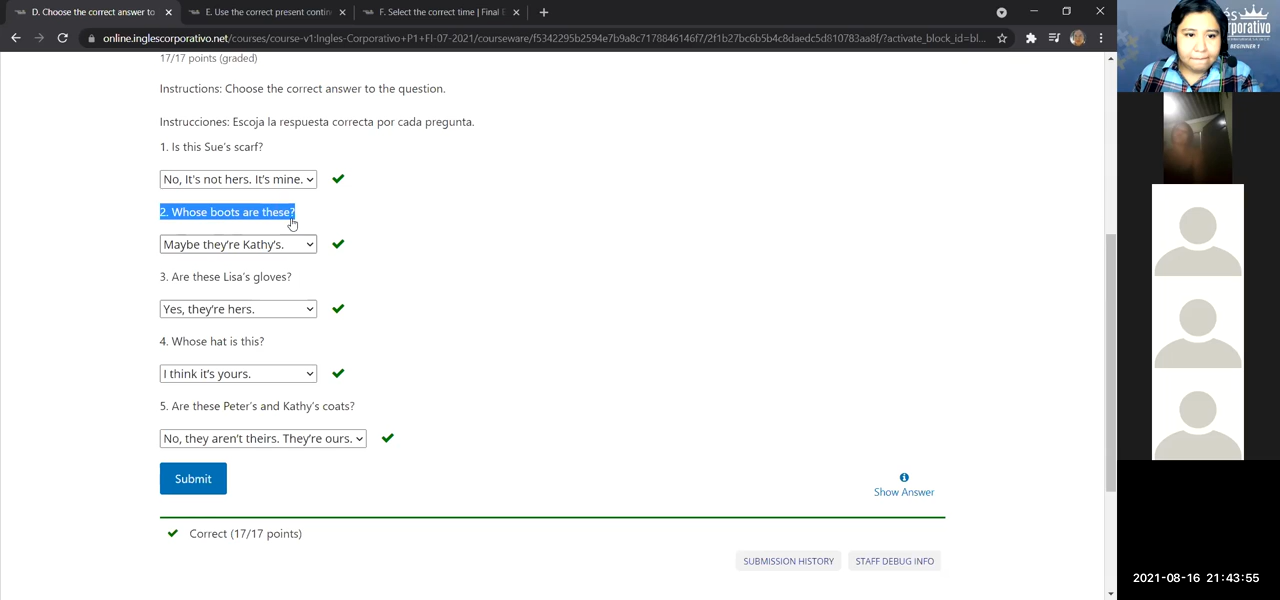 D. Choose the correct answer to
E. Use the correct present contin
F. Select the correct time | Final
online.inglescorporativo.net/courses/course-v1:Ingles-Corporativo+P1+FI-07-2021/courseware/f5342295b2594e7b9a8c7178846146f7/2f1b27bc6b5b4c8daedc5d810783aa8f/?activate_block_id=bl...
17/17 points (graded)
Instructions: Choose the correct answer to the question.
Instrucciones: Escoja la respuesta correcta por cada pregunta.
1. Is this Sue's scarf?
No, It's not hers. It's mine.
2. Whose boots are these?
Maybe they're Kathy's.
3. Are these Lisa's gloves?
Yes, they're hers.
4. Whose hat is this?
I think it's yours.
5. Are these Peter's and Kathy's coats?
No, they aren't theirs. They're ours.
Submit
Show Answer
Correct (17/17 points)
SUBMISSION HISTORY
STAFF DEBUG INFO
BEGINNER 1
2021-08-16 21:43:55